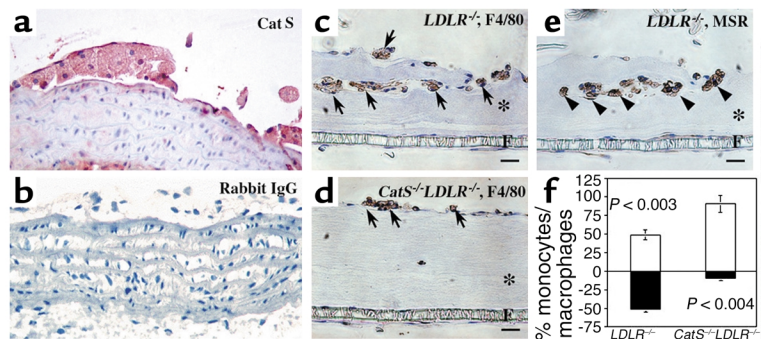 a
Cat S
b
Rabbit IgG
c
LDLR-/-; F4/80
*
E
d
CatS-/-LDLR-/-, F4/80
*
E
e
LDLR-/-, MSR
*
E
f
% monocytes/
macrophages
100
75
50
25
0
-25
-50
-75
P < 0.003
P < 0.004
LDLR-/-
CatS-/-LDLR-/-